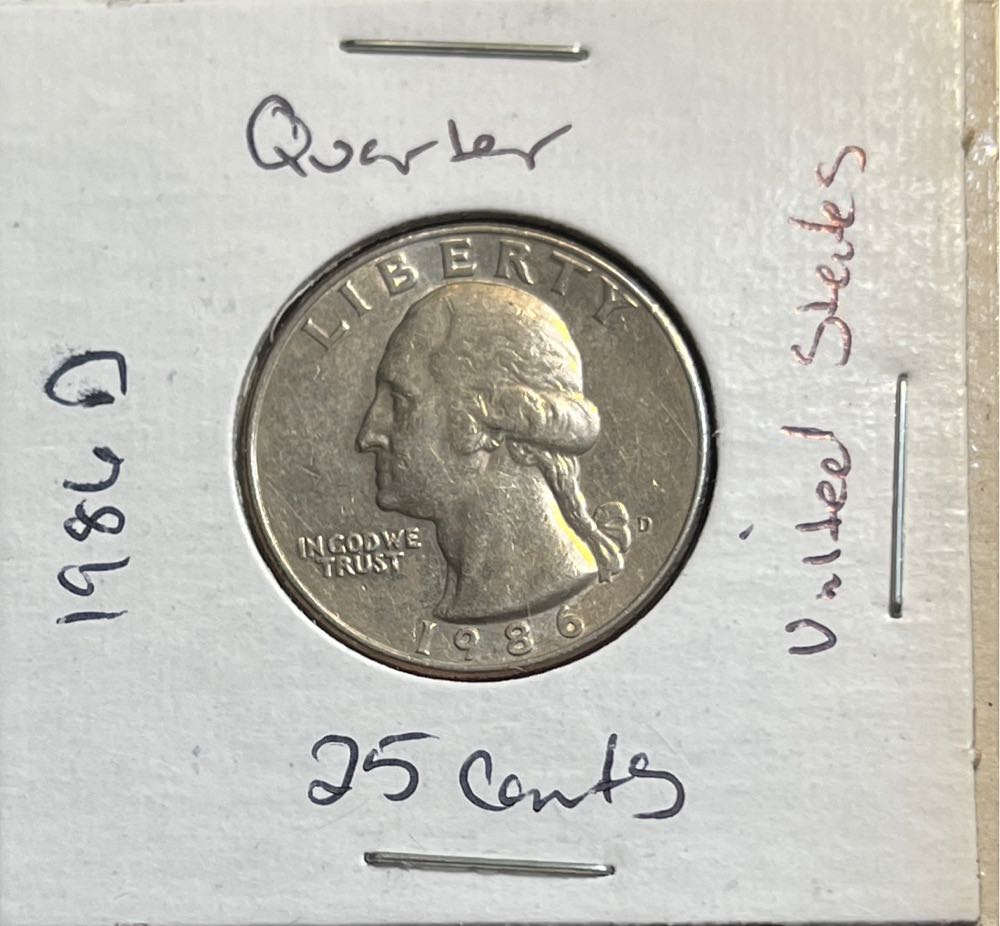 Quarter
LIBERTY
IN GOD WE
TRUST
D
1986
25 Cents
1986 D
United States